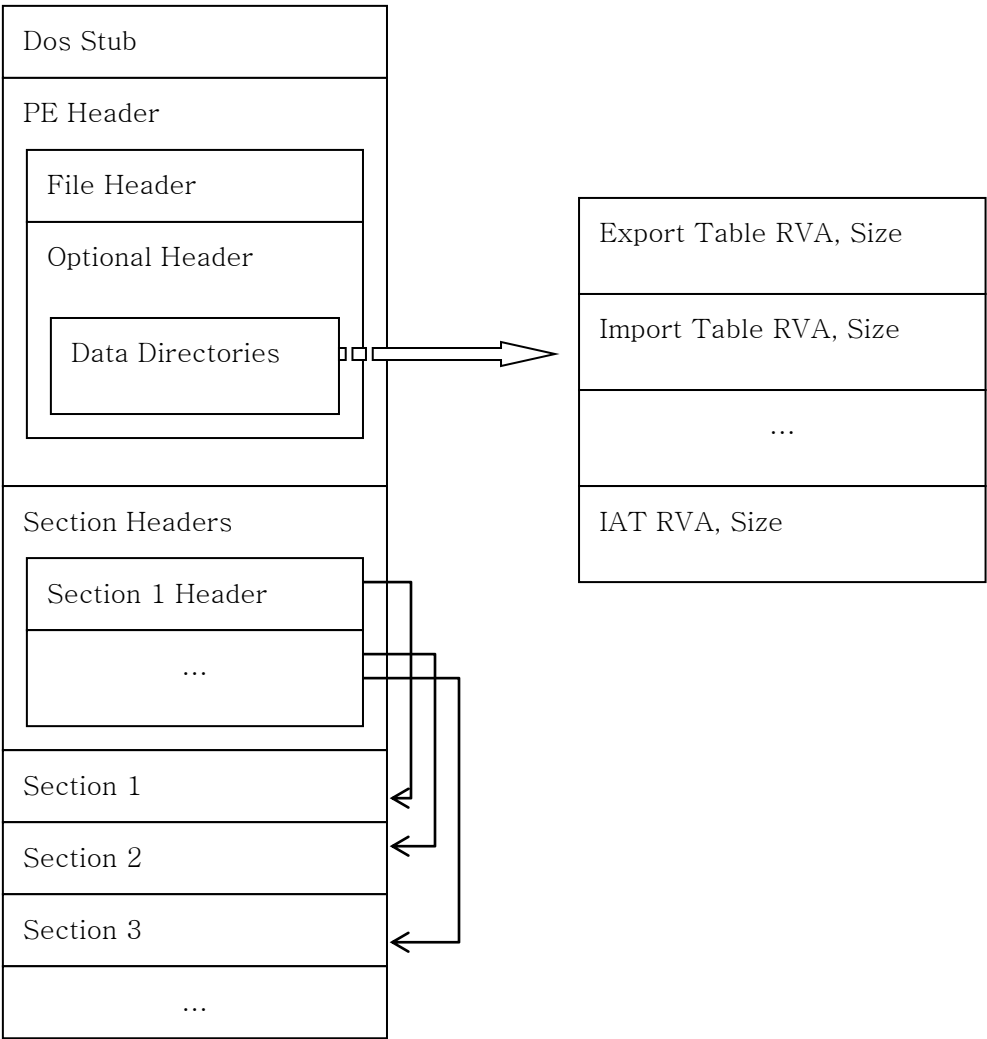 Dos Stub
PE Header
File Header
Optional Header
Data Directories
Export Table RVA, Size
Import Table RVA, Size
...
IAT RVA, Size
Section Headers
Section 1 Header
...
Section 1
Section 2
Section 3
...